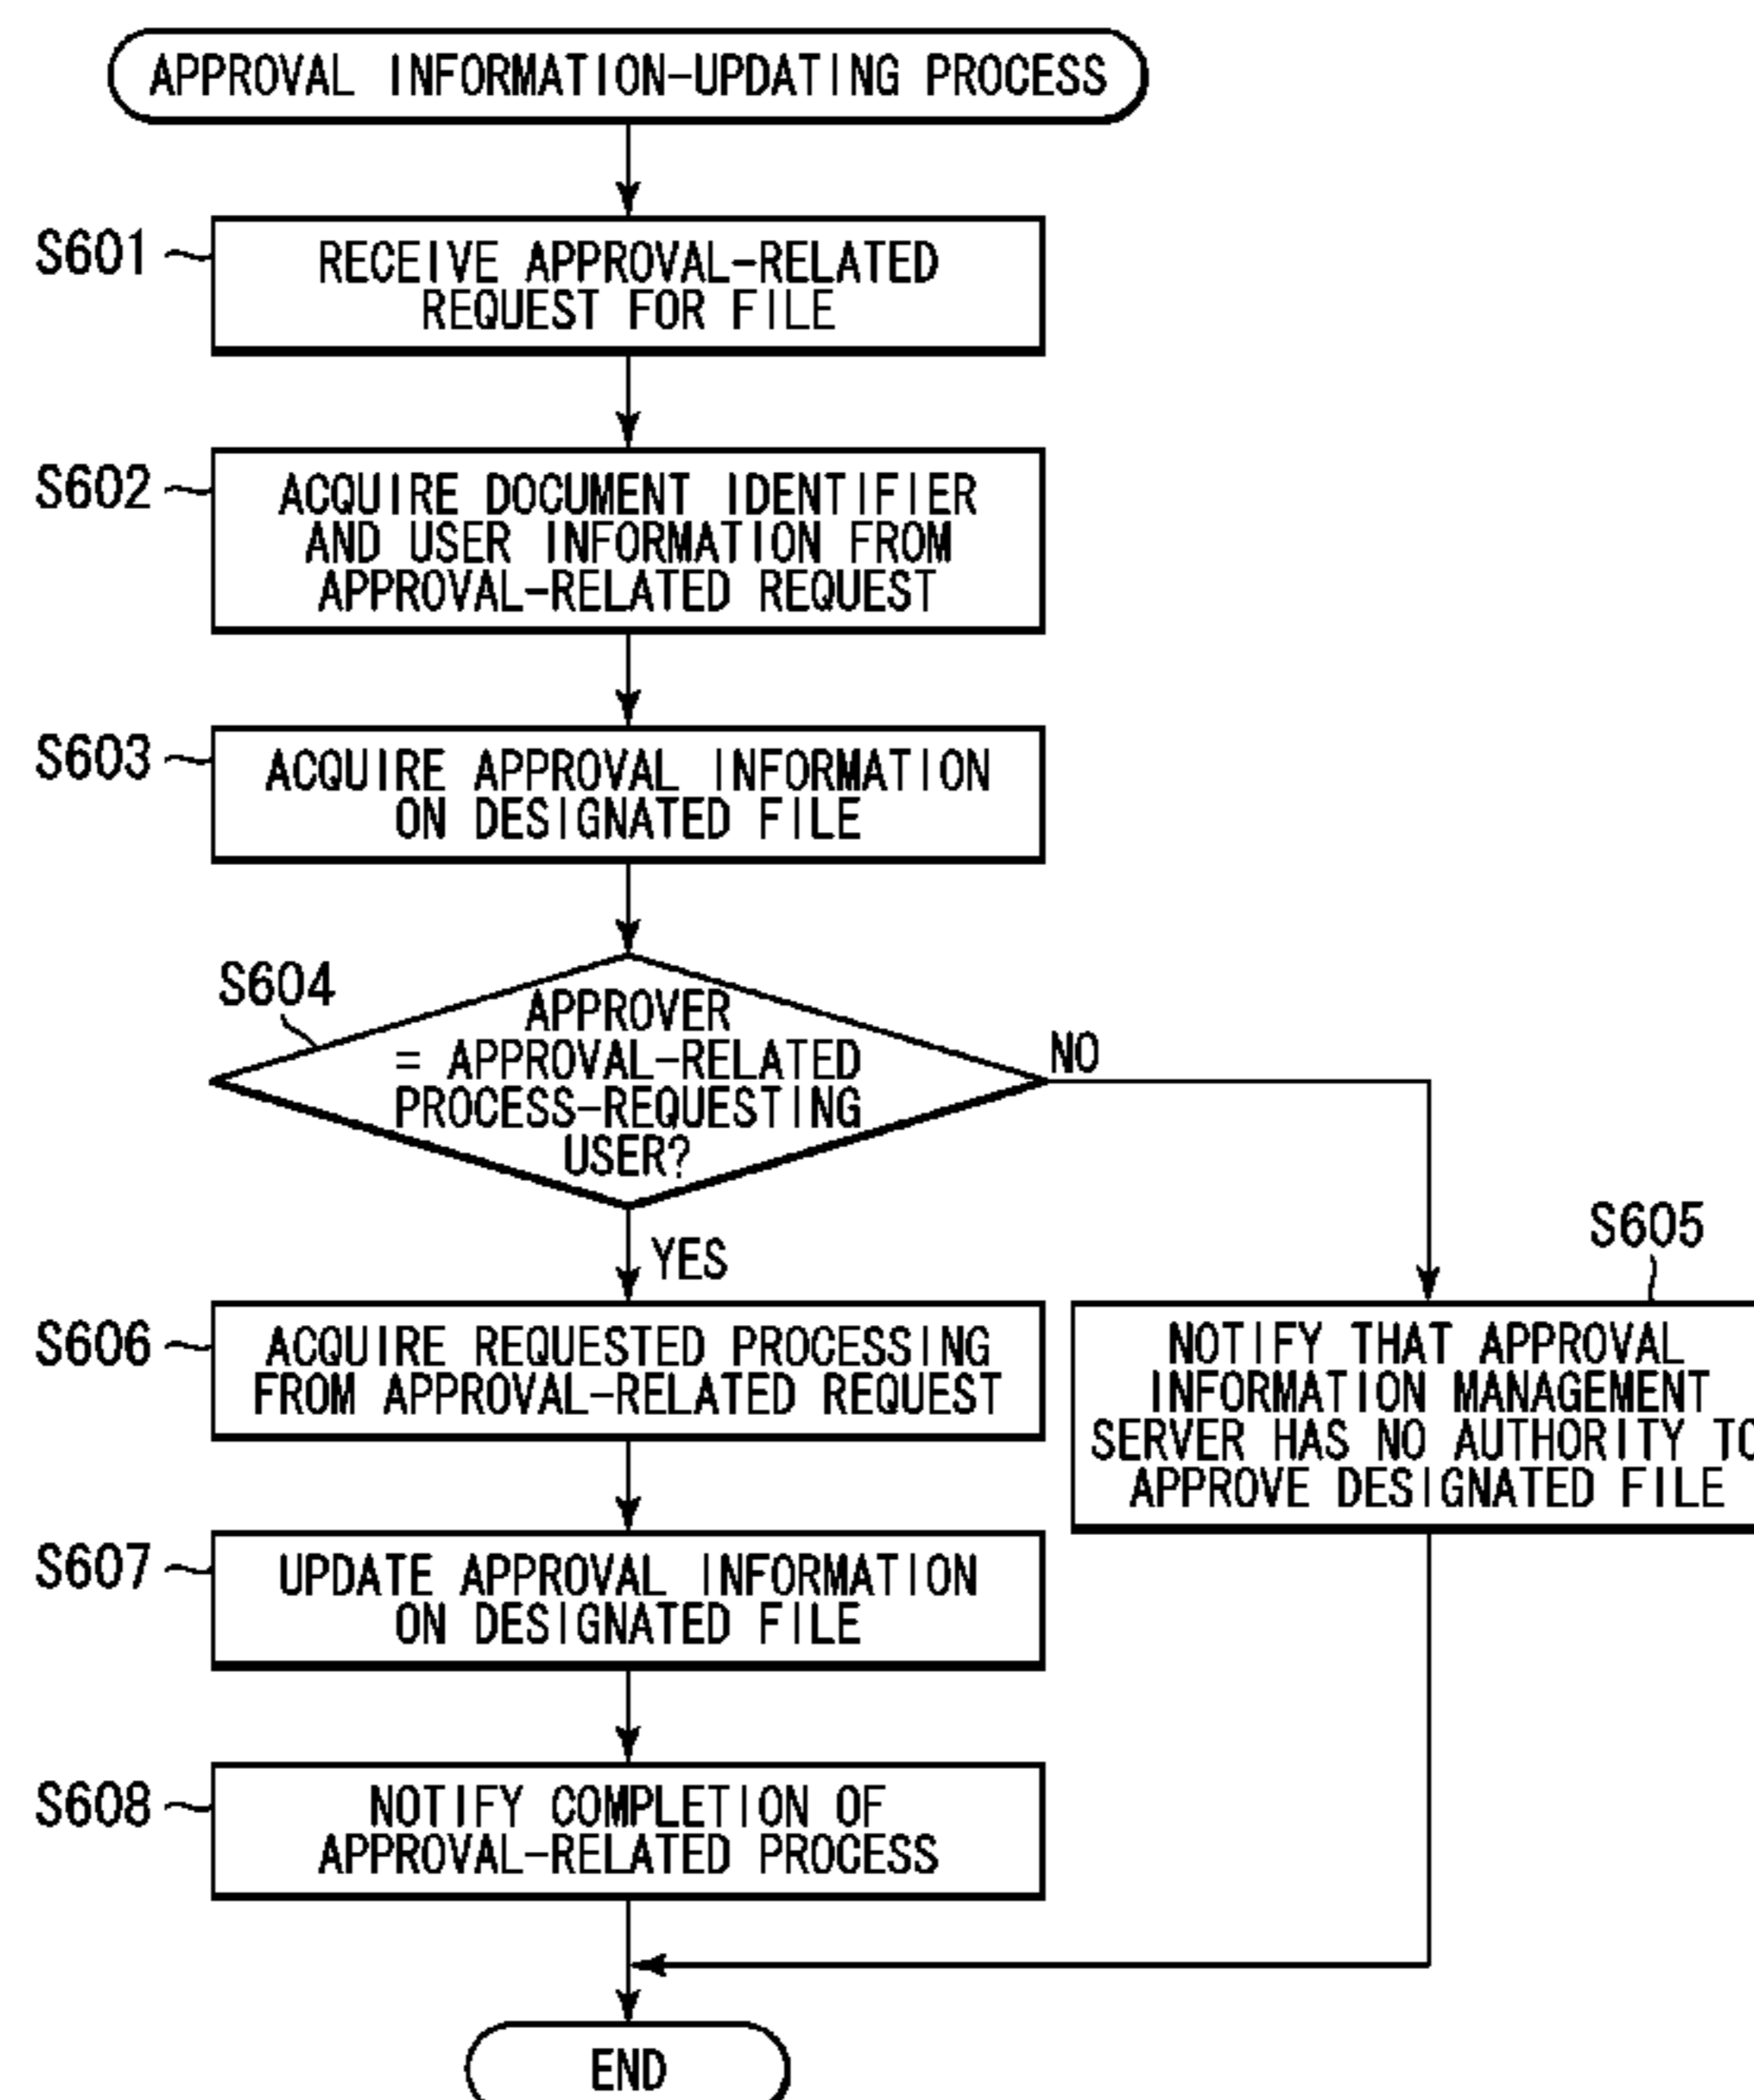 APPROVAL INFORMATION-UPDATING PROCESS
S601
RECEIVE APPROVAL-RELATED
REQUEST FOR FILE
S602
ACQUIRE DOCUMENT IDENTIFIER
AND USER INFORMATION FROM
APPROVAL-RELATED REQUEST
S603
ACQUIRE APPROVAL INFORMATION
ON DESIGNATED FILE
S604
APPROVER
= APPROVAL-RELATED
PROCESS-REQUESTING
USER?
NO
YES
S605
NOTIFY THAT APPROVAL
INFORMATION MANAGEMENT
SERVER HAS NO AUTHORITY TO
APPROVE DESIGNATED FILE
S606
ACQUIRE REQUESTED PROCESSING
FROM APPROVAL-RELATED REQUEST
S607
UPDATE APPROVAL INFORMATION
ON DESIGNATED FILE
S608
NOTIFY COMPLETION OF
APPROVAL-RELATED PROCESS
END